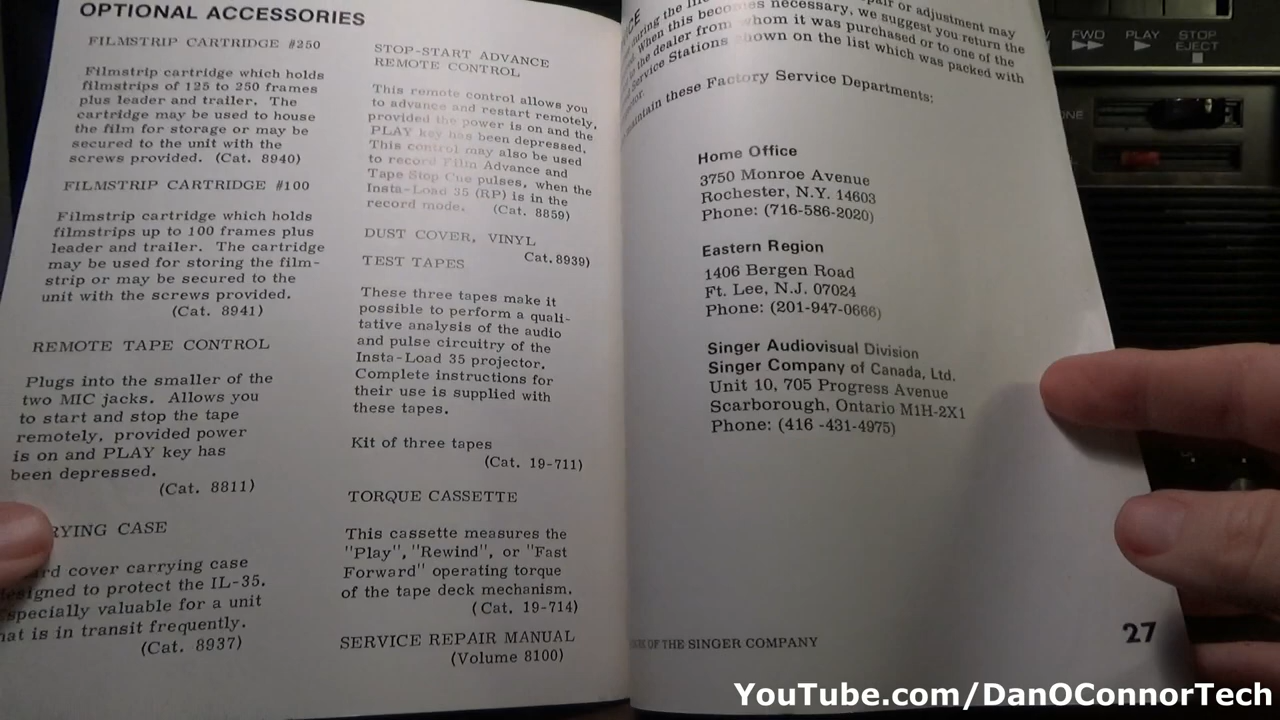 OPTIONAL ACCESSORIES
FILMSTRIP CARTRIDGE #250
Filmstrip cartridge which holds
filmstrips of 125 to 250 frames
plus leader and trailer. The
cartridge may be used to house
the film for storage or may be
secured to the unit with the
screws provided. (Cat. 8940)
FILMSTRIP CARTRIDGE #100
Filmstrip cartridge which holds
filmstrips up to 100 frames plus
leader and trailer. The cartridge
may be used for storing the film-
strip or may be secured to the
unit with the screws provided.
(Cat. 8941)
REMOTE TAPE CONTROL
Plugs into the smaller of the
two MIC jacks. Allows you
to start and stop the tape
remotely, provided power
is on and PLAY key has
been depressed.
(Cat. 8811)
RYING CASE
ard cover carrying case
esigned to protect the IL-35.
specially valuable for a unit
hat is in transit frequently.
(Cat. 8937)
STOP-START ADVANCE
REMOTE CONTROL
This remote control allows you
to advance and restart remotely,
provided the power is on and the
PLAY key has been depressed.
This control may also be used
to record Film Advance and
Tape Stop Cue pulses, when the
Insta-Load 35 (RP) is in the
record mode. (Cat. 8859)
DUST COVER, VINYL
Cat. 8939)
TEST TAPES
These three tapes make it
possible to perform a quali-
tative analysis of the audio
and pulse circuitry of the
Insta-Load 35 projector.
Complete instructions for
their use is supplied with
these tapes.
Kit of three tapes
(Cat. 19-711)
TORQUE CASSETTE
This cassette measures the
"Play", "Rewind", or "Fast
Forward" operating torque
of the tape deck mechanism.
(Cat. 19-714)
SERVICE REPAIR MANUAL
(Volume 8100)
ICE
during the life pair or adjustment may
When this becomes necessary, we suggest you return the
to the dealer from whom it was purchased or to one of the
Service Stations shown on the list which was packed with
maintain these Factory Service Departments:
Home Office
3750 Monroe Avenue
Rochester, N.Y. 14603
Phone: (716-586-2020)
Eastern Region
1406 Bergen Road
Ft. Lee, N.J. 07024
Phone: (201-947-0666)
Singer Audiovisual Division
Singer Company of Canada, Ltd.
Unit 10, 705 Progress Avenue
Scarborough, Ontario M1H-2X1
Phone: (416 -431-4975)
OF THE SINGER COMPANY
27
FWD
PLAY
STOP
EJECT
ONE
YouTube.com/DanOConnorTech